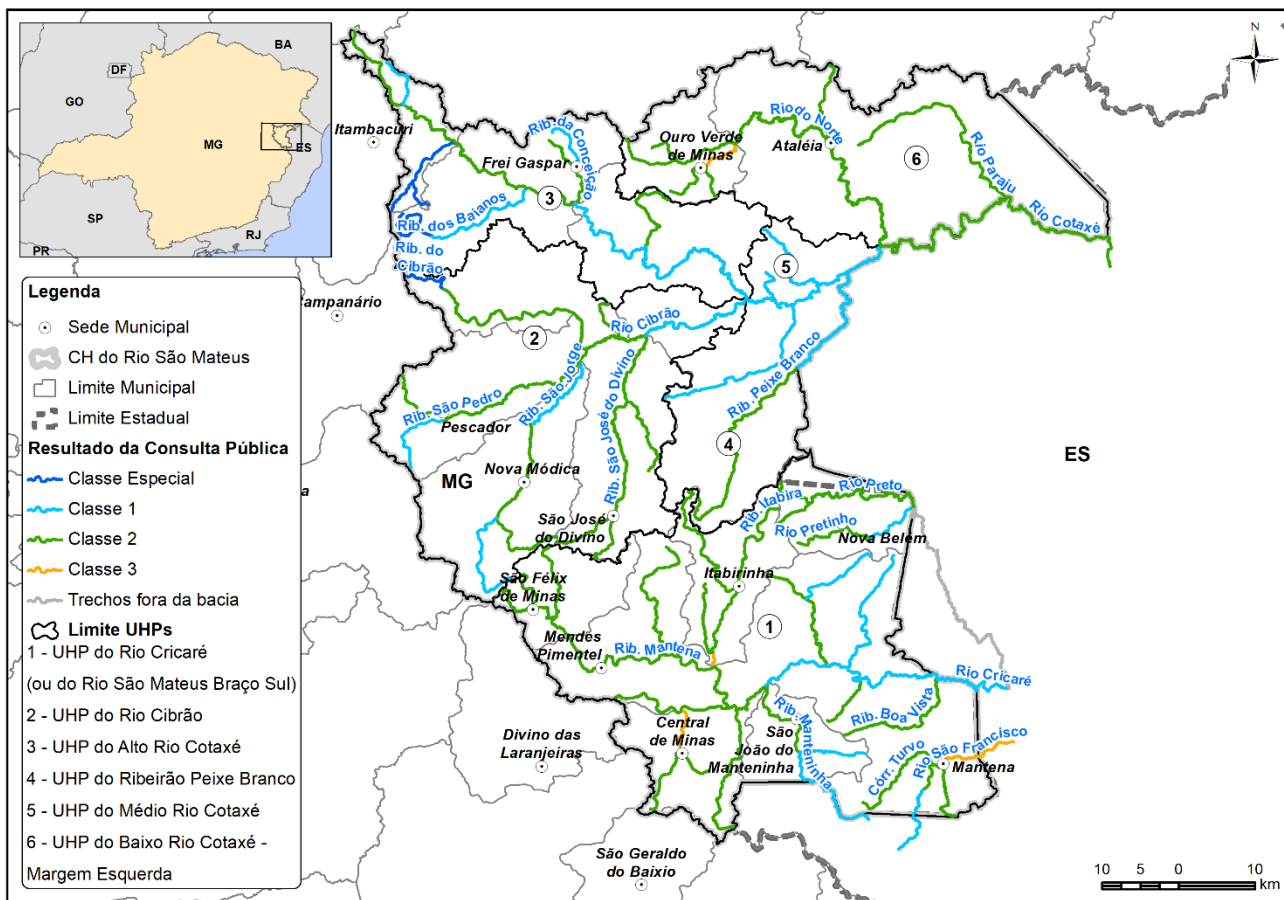 BA
DF
GO
MG
ES
SP
RJ
PR
N
Legenda
Sede Municipal
CH do Rio São Mateus
Limite Municipal
Limite Estadual
Resultado da Consulta Pública
Classe Especial
Classe 1
Classe 2
Classe 3
Trechos fora da bacia
Limite UHPs
1 - UHP do Rio Cricaré
(ou do Rio São Mateus Braço Sul)
2 - UHP do Rio Cibrão
3 - UHP do Alto Rio Cotaxé
4 - UHP do Ribeirão Peixe Branco
5 - UHP do Médio Rio Cotaxé
6 - UHP do Baixo Rio Cotaxé -
Margem Esquerda
Itambacuri
Rib. da Conceição
Frei Gaspar
Ouro Verde
de Minas
Rio do Norte
Ataléia
6
Rio Paraju
Rio Cotaxé
3
Rib. dos Baianos
Rib. do
Cibrão
5
ampanário
Rio Cibrão
2
Rib. São Jorge
Rib. São José do Divino
Rib. Peixe Branco
Rib. São Pedro
Pescador
4
ES
MG
Nova Módica
São José
do Divino
Rib. Itabira
Rio Preto
Rio Pretinho
Nova Belém
São Félix
de Minas
Itabirinha
1
Mendes
Pimentel
Rib. Mantena
Rio Cricaré
Rib. Boa Vista
Rib. Manteninha
Central
de Minas
São
João do
Manteninha
Divino das
Laranjeiras
Córr. Turvo
Rio São Francisco
Mantena
São Geraldo
do Baixio
10 5 0 10
km